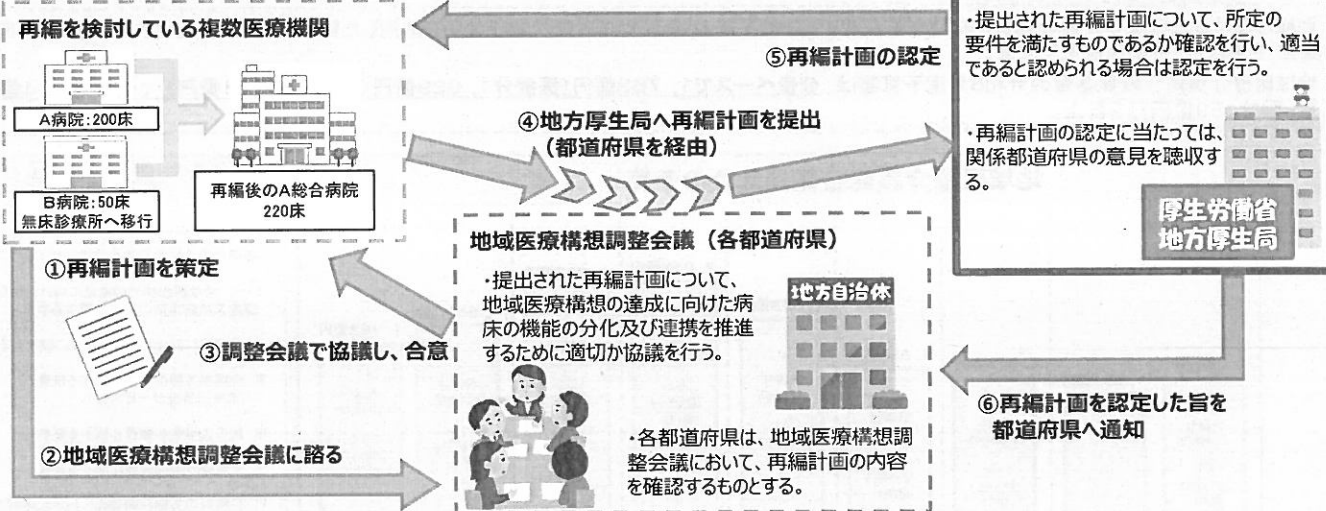 再編を検討している複数医療機関
A病院:200床
B病院:50床
無床診療所へ移行
再編後のA総合病院
220床
①再編計画を策定
②地域医療構想調整会議に諮る
③調整会議で協議し、合意
④地方厚生局へ再編計画を提出
（都道府県を経由）
⑤再編計画の認定
地域医療構想調整会議（各都道府県）
・提出された再編計画について、
地域医療構想の達成に向けた病
床の機能の分化及び連携を推進
するために適切か協議を行う。
地方自治体
・各都道府県は、地域医療構想調
整会議において、再編計画の内容
を確認するものとする。
・提出された再編計画について、所定の
要件を満たすものであるか確認を行い、適当
であると認められる場合は認定を行う。
・再編計画の認定に当たっては、
関係都道府県の意見を聴収す
る。
厚生労働省
地方厚生局
⑥再編計画を認定した旨を
都道府県へ通知